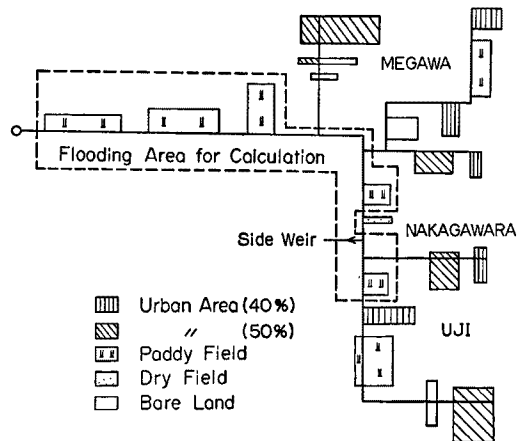 MEGAWA
Flooding Area for Calculation
NAKAGAWARA
Side Weir
Urban Area (40%)
〃 (50%)
UJI
Paddy Field
Dry Field
Bare Land